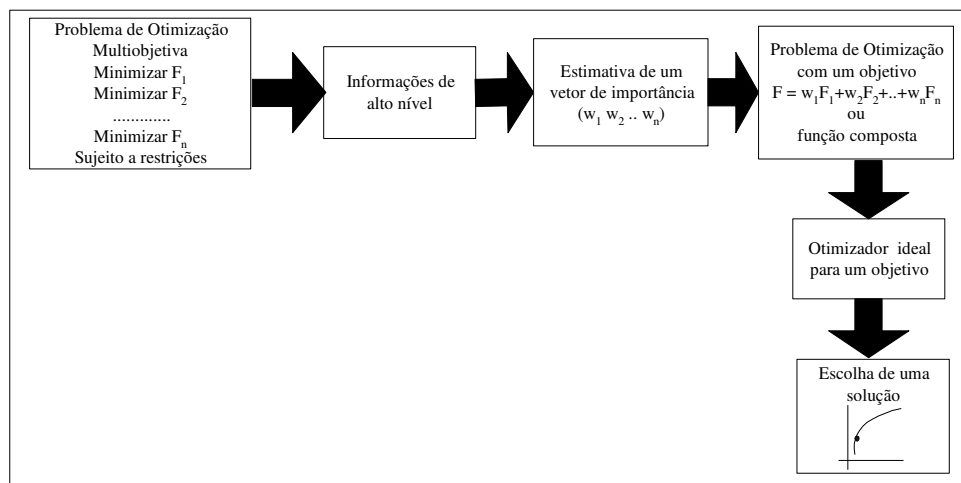 Problema de Otimização
Multiobjetiva
Minimizar F₁
Minimizar F₂
.............
Minimizar Fₙ
Sujeito a restrições
Informações de
alto nível
Estimativa de um
vetor de importância
(w₁ w₂ .. wₙ)
Problema de Otimização
com um objetivo
F = w₁F₁+w₂F₂+..+wₙFₙ
ou
função composta
Otimizador ideal
para um objetivo
Escolha de uma
solução